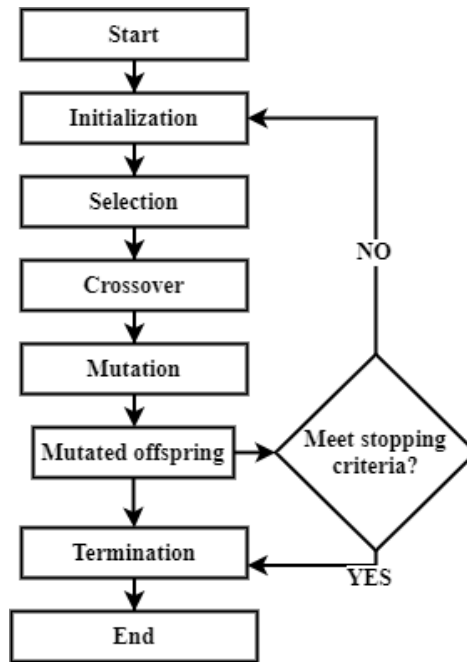 Start
Initialization
Selection
NO
Crossover
Mutation
Mutated offspring
Meet stopping
criteria?
Termination
YES
End